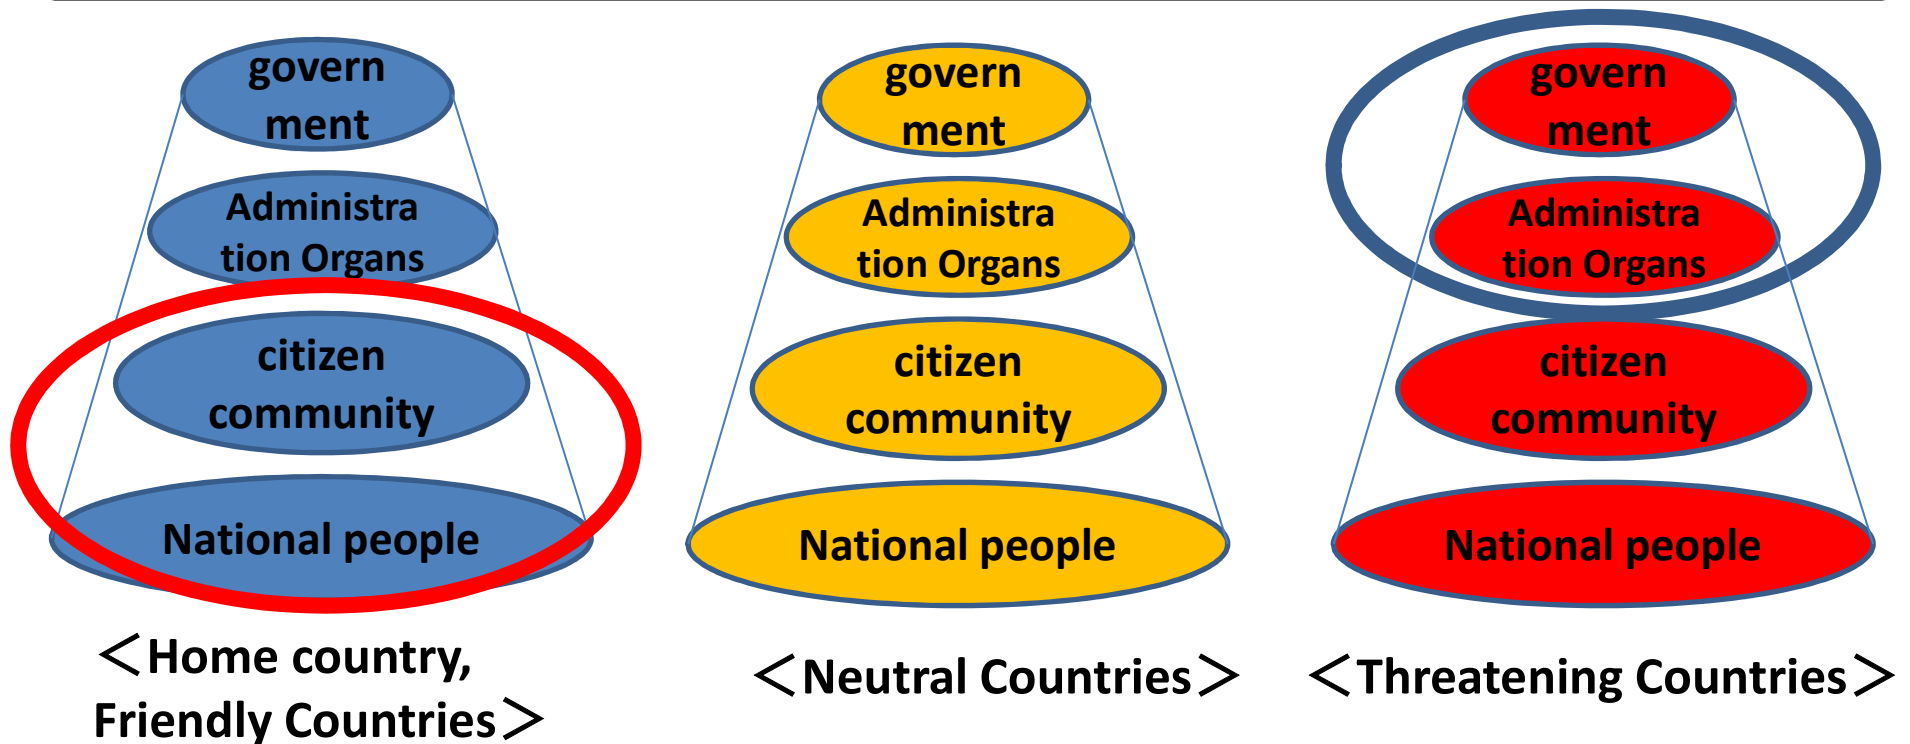 govern
ment
Administra
tion Organs
citizen
community
National people
＜Home country,
Friendly Countries＞
govern
ment
Administra
tion Organs
citizen
community
National people
＜Neutral Countries＞
govern
ment
Administra
tion Organs
citizen
community
National people
＜Threatening Countries＞